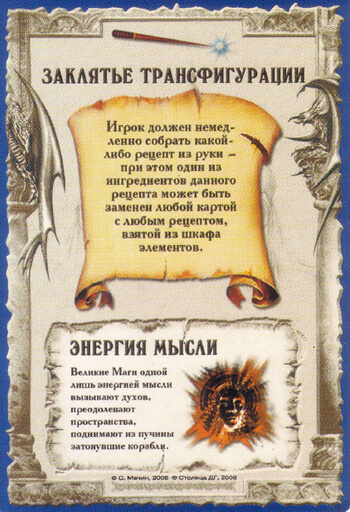 ЗАКЛЯТЬЕ ТРАНСФИГУРАЦИИ
Игрок должен немед-
ленно собрать какой-
либо рецепт из руки –
при этом один из
ингредиентов данного
рецепта может быть
заменен любой картой
с любым рецептом,
взятой из шкафа
элементов.
ЭНЕРГИЯ МЫСЛИ
Великие Маги одной
лишь энергией мысли
вызывают духов,
преодолевают
пространства,
поднимают из пучины
затонувшие корабли.
© С. Мачин, 2006 © Столица ДГ, 2006